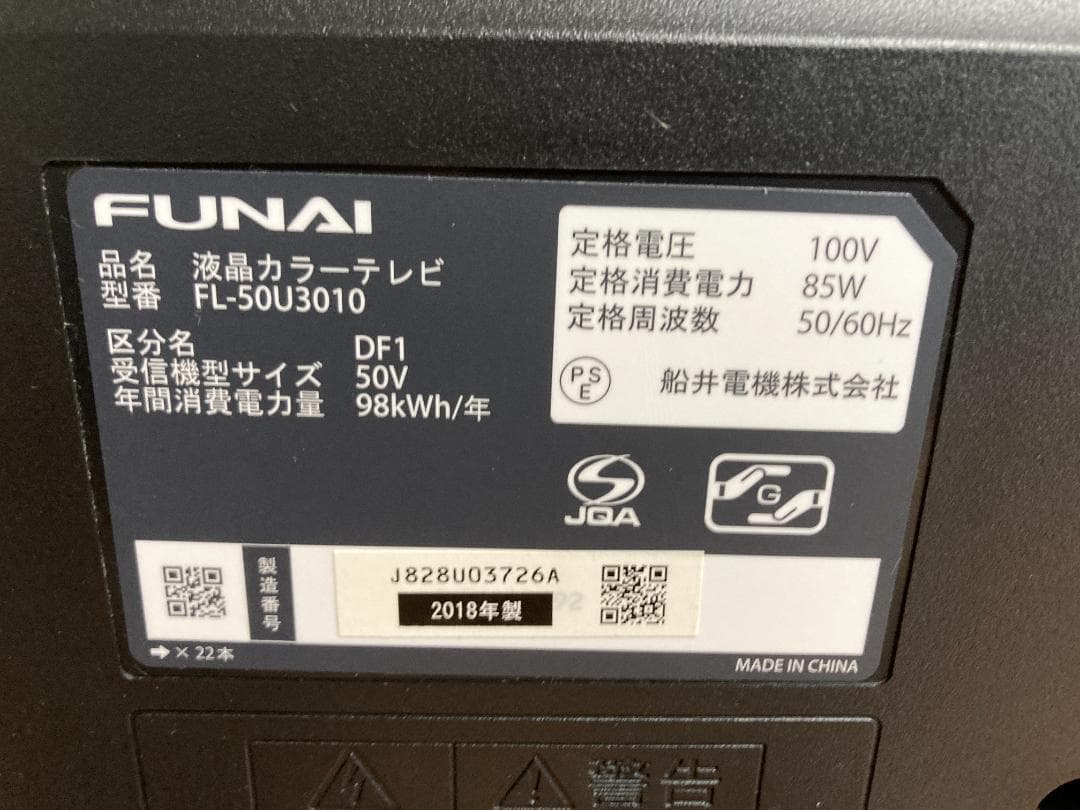 FUNAI
品名 液晶カラーテレビ
型番 FL-50U3010
区分名 DF1
受信機型サイズ 50V
年間消費電力量 98kWh/年
定格電圧 100V
定格消費電力 85W
定格周波数 50/60Hz
PSE 船井電機株式会社
JQA
G
製造番号
J828U03726A
2018年製
➡× 22本
MADE IN CHINA
警告